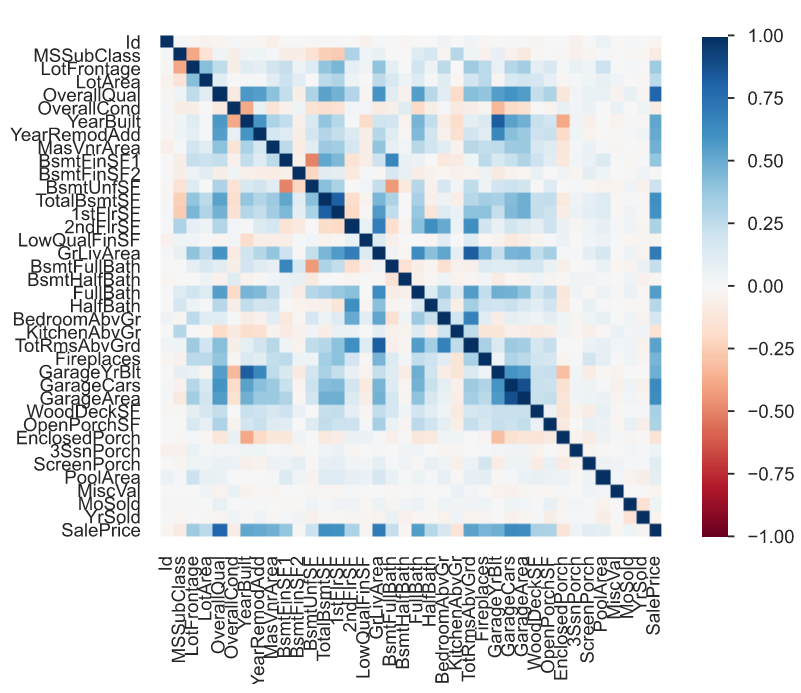 Id
MSSubClass
LotFrontage
LotArea
OverallQual
OverallCond
YearBuilt
YearRemodAdd
MasVnrArea
BsmtFinSF1
BsmtFinSF2
BsmtUnfSF
TotalBsmtSF
1stFlrSF
2ndFlrSF
LowQualFinSF
GrLivArea
BsmtFullBath
BsmtHalfBath
FullBath
HalfBath
BedroomAbvGr
KitchenAbvGr
TotRmsAbvGrd
Fireplaces
GarageYrBlt
GarageCars
GarageArea
WoodDeckSF
OpenPorchSF
EnclosedPorch
3SsnPorch
ScreenPorch
PoolArea
MiscVal
MoSold
YrSold
SalePrice
Id
MSSubClass
LotFrontage
LotArea
OverallQual
OverallCond
YearBuilt
YearRemodAdd
MasVnrArea
BsmtFinSF1
BsmtFinSF2
BsmtUnfSF
TotalBsmtSF
1stFlrSF
2ndFlrSF
LowQualFinSF
GrLivArea
BsmtFullBath
BsmtHalfBath
FullBath
HalfBath
BedroomAbvGr
KitchenAbvGr
TotRmsAbvGrd
Fireplaces
GarageYrBlt
GarageCars
GarageArea
WoodDeckSF
OpenPorchSF
EnclosedPorch
3SsnPorch
ScreenPorch
PoolArea
MiscVal
MoSold
YrSold
SalePrice
1.00
0.75
0.50
0.25
0.00
−0.25
−0.50
−0.75
−1.00